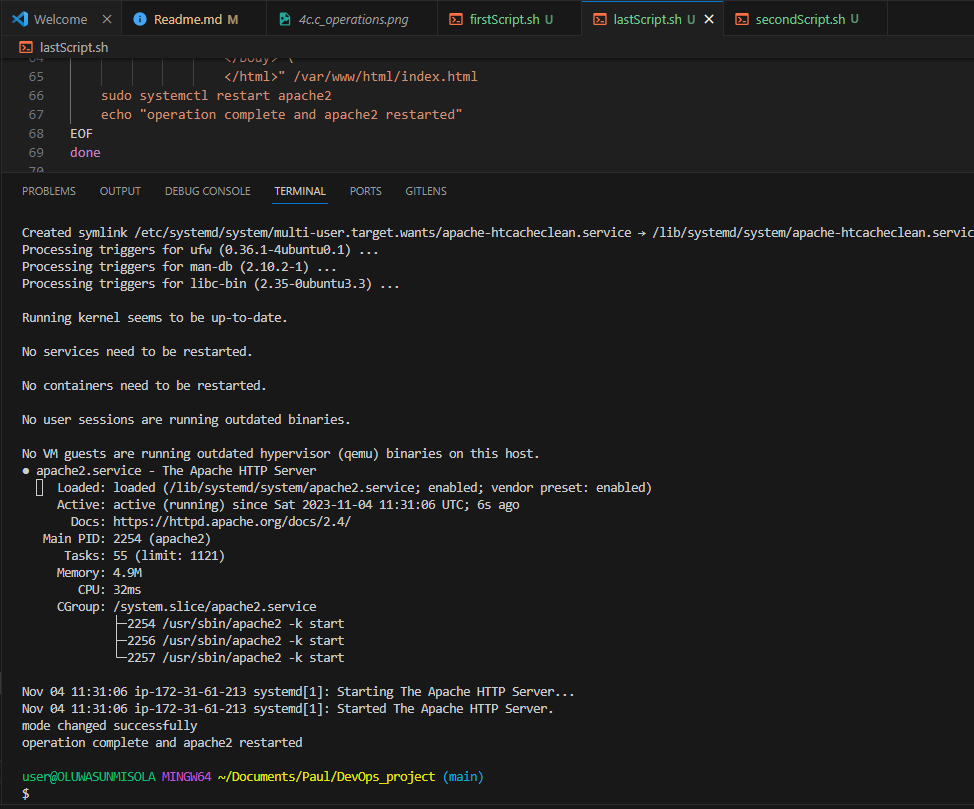 Welcome
Readme.md M
4c.c_operations.png
firstScript.sh U
lastScript.sh U
secondScript.sh U
lastScript.sh
64 </body> \
65 </html>" /var/www/html/index.html
66 sudo systemctl restart apache2
67 echo "operation complete and apache2 restarted"
68 EOF
69 done
70
PROBLEMS OUTPUT DEBUG CONSOLE TERMINAL PORTS GITLENS
Created symlink /etc/systemd/system/multi-user.target.wants/apache-htcacheclean.service → /lib/systemd/system/apache-htcacheclean.servic
Processing triggers for ufw (0.36.1-4ubuntu0.1) ...
Processing triggers for man-db (2.10.2-1) ...
Processing triggers for libc-bin (2.35-0ubuntu3.3) ...
Running kernel seems to be up-to-date.
No services need to be restarted.
No containers need to be restarted.
No user sessions are running outdated binaries.
No VM guests are running outdated hypervisor (qemu) binaries on this host.
● apache2.service - The Apache HTTP Server
Loaded: loaded (/lib/systemd/system/apache2.service; enabled; vendor preset: enabled)
Active: active (running) since Sat 2023-11-04 11:31:06 UTC; 6s ago
Docs: https://httpd.apache.org/docs/2.4/
Main PID: 2254 (apache2)
Tasks: 55 (limit: 1121)
Memory: 4.9M
CPU: 32ms
CGroup: /system.slice/apache2.service
├─2254 /usr/sbin/apache2 -k start
├─2256 /usr/sbin/apache2 -k start
└─2257 /usr/sbin/apache2 -k start
Nov 04 11:31:06 ip-172-31-61-213 systemd[1]: Starting The Apache HTTP Server...
Nov 04 11:31:06 ip-172-31-61-213 systemd[1]: Started The Apache HTTP Server.
mode changed successfully
operation complete and apache2 restarted
user@OLUWASUNMISOLA MINGW64 ~/Documents/Paul/DevOps_project (main)
$